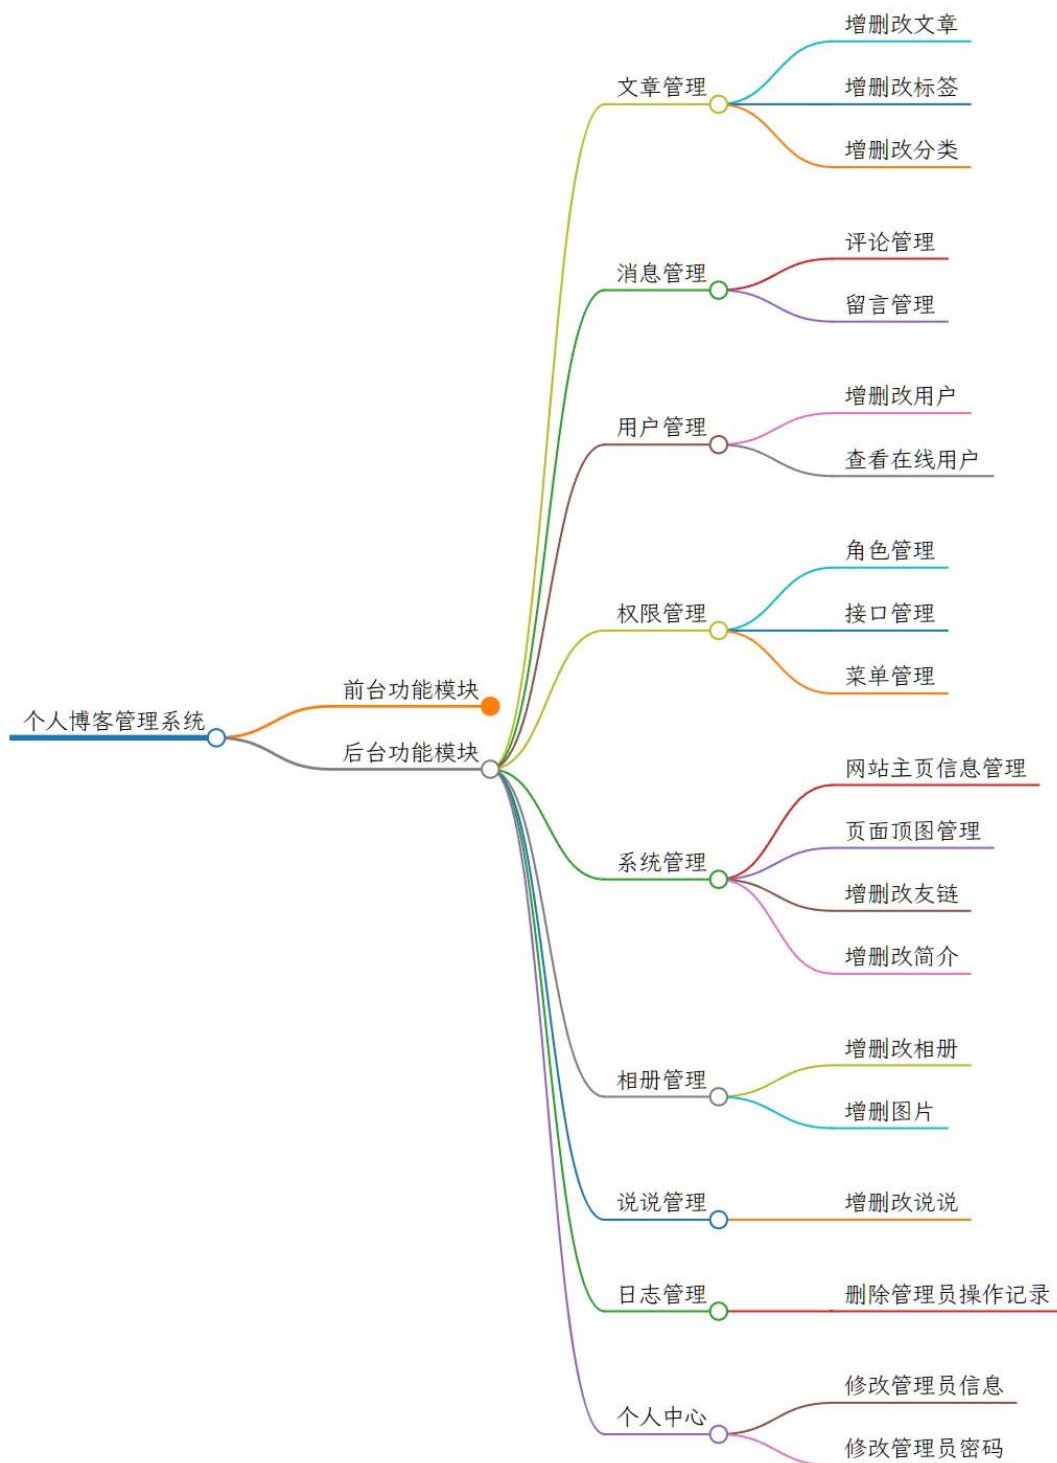 个人博客管理系统
前台功能模块
后台功能模块
文章管理
增删改文章
增删改标签
增删改分类
消息管理
评论管理
留言管理
用户管理
增删改用户
查看在线用户
权限管理
角色管理
接口管理
菜单管理
系统管理
网站主页信息管理
页面顶图管理
增删改友链
增删改简介
相册管理
增删改相册
增删图片
说说管理
增删改说说
日志管理
删除管理员操作记录
个人中心
修改管理员信息
修改管理员密码